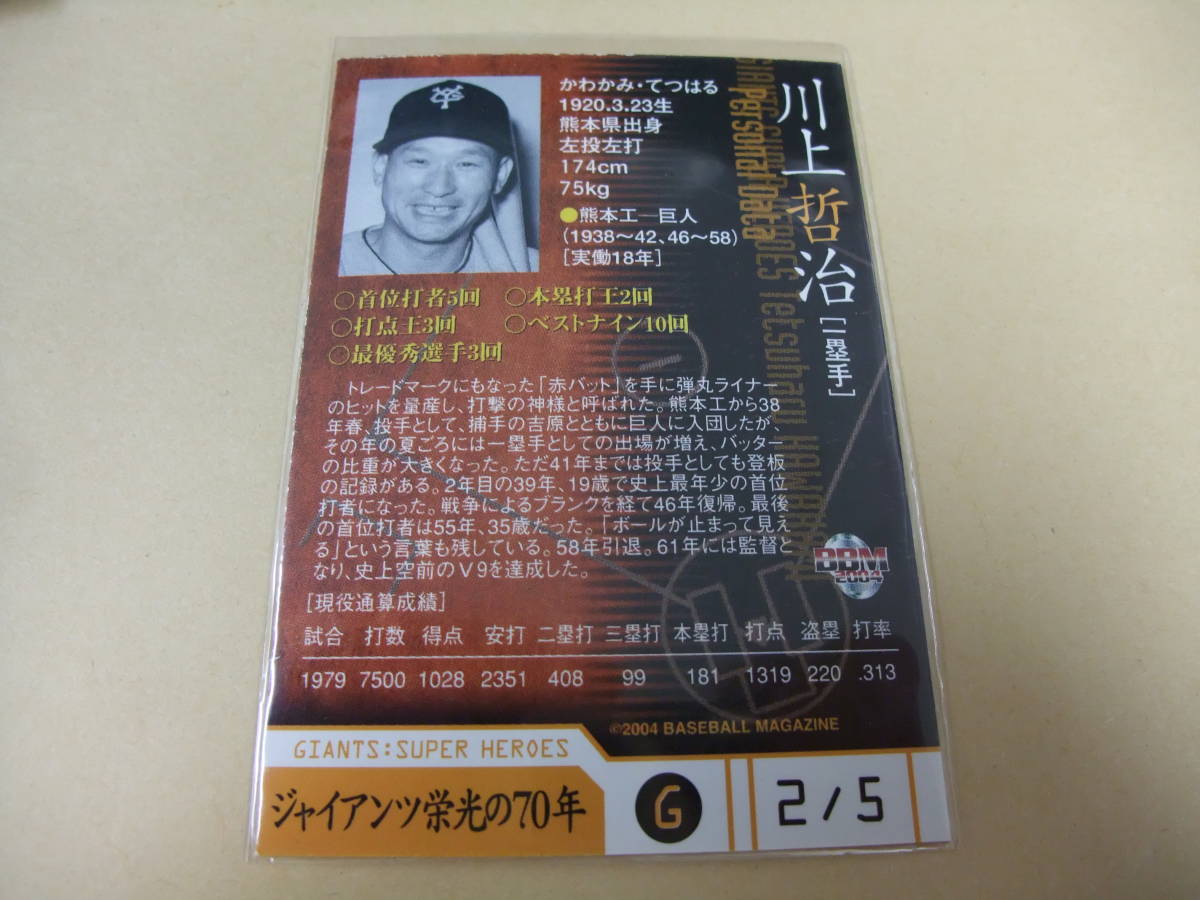 川上哲治 [一塁手]
GIANTS SUPER HEROES Tetsuharu KAWAKAMI
Personal Data
かわかみ・てつはる
1920.3.23生
熊本県出身
左投左打
174cm
75kg
●熊本工―巨人
(1938～42、46～58)
[実働18年]
○首位打者5回 ○本塁打王2回
○打点王3回 ○ベストナイン10回
○最優秀選手3回
トレードマークにもなった「赤バット」を手に弾丸ライナー
のヒットを量産し、打撃の神様と呼ばれた。熊本工から38
年春、投手として、捕手の吉原とともに巨人に入団したが、
その年の夏ごろには一塁手としての出場が増え、バッター
の比重が大きくなった。ただ41年までは投手としても登板
の記録がある。2年目の39年、19歳で史上最年少の首位
打者になった。戦争によるブランクを経て46年復帰。最後
の首位打者は55年、35歳だった。「ボールが止まって見え
る」という言葉も残している。58年引退。61年には監督と
なり、史上空前のV9を達成した。
BBM
2004
[現役通算成績]
試合 打数 得点 安打 二塁打 三塁打 本塁打 打点 盗塁 打率
1979 7500 1028 2351 408 99 181 1319 220 .313
©2004 BASEBALL MAGAZINE
GIANTS:SUPER HEROES
ジャイアンツ栄光の70年
G
2/5